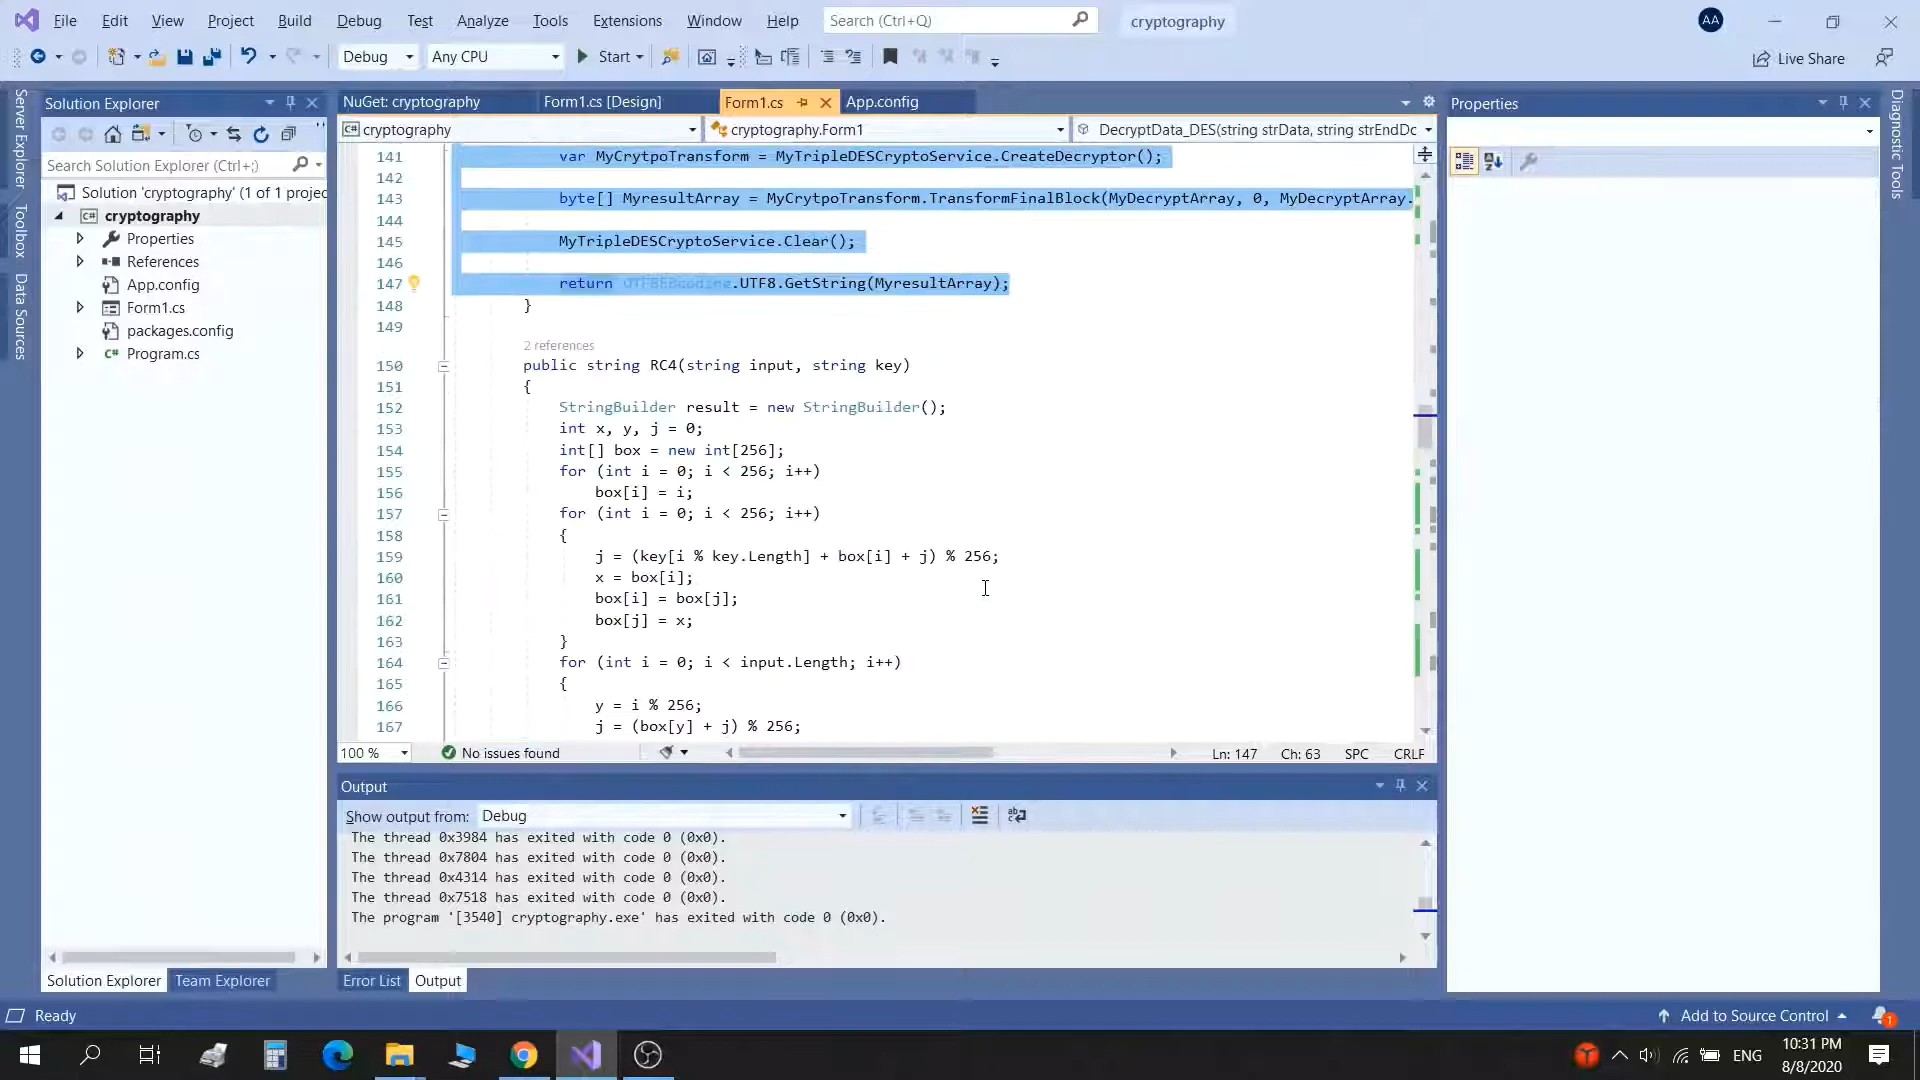 File Edit View Project Build Debug Test Analyze Tools Extensions Window Help Search (Ctrl+Q) cryptography AA
Debug Any CPU Start Live Share
Server Explorer
Toolbox
Data Sources
Solution Explorer
Search Solution Explorer (Ctrl+;)
Solution 'cryptography' (1 of 1 projec
C# cryptography
Properties
References
App.config
Form1.cs
packages.config
C# Program.cs
Solution Explorer Team Explorer
NuGet: cryptography Form1.cs [Design] Form1.cs App.config
C# cryptography cryptography.Form1 DecryptData_DES(string strData, string strEndDc
141 var MyCrytpoTransform = MyTripleDESCryptoService.CreateDecryptor();
142
143 byte[] MyresultArray = MyCrytpoTransform.TransformFinalBlock(MyDecryptArray, 0, MyDecryptArray.
144
145 MyTripleDESCryptoService.Clear();
146
147 return .UTF8.GetString(MyresultArray);
148 }
149
2 references
150 public string RC4(string input, string key)
151 {
152 StringBuilder result = new StringBuilder();
153 int x, y, j = 0;
154 int[] box = new int[256];
155 for (int i = 0; i < 256; i++)
156 box[i] = i;
157 for (int i = 0; i < 256; i++)
158 {
159 j = (key[i % key.Length] + box[i] + j) % 256;
160 x = box[i];
161 box[i] = box[j];
162 box[j] = x;
163 }
164 for (int i = 0; i < input.Length; i++)
165 {
166 y = i % 256;
167 j = (box[y] + j) % 256;
100 % No issues found Ln: 147 Ch: 63 SPC CRLF
Output
Show output from: Debug
The thread 0x3984 has exited with code 0 (0x0).
The thread 0x7804 has exited with code 0 (0x0).
The thread 0x4314 has exited with code 0 (0x0).
The thread 0x7518 has exited with code 0 (0x0).
The program '[3540] cryptography.exe' has exited with code 0 (0x0).
Error List Output
Properties
Diagnostic Tools
Ready Add to Source Control 1
ENG 10:31 PM
8/8/2020